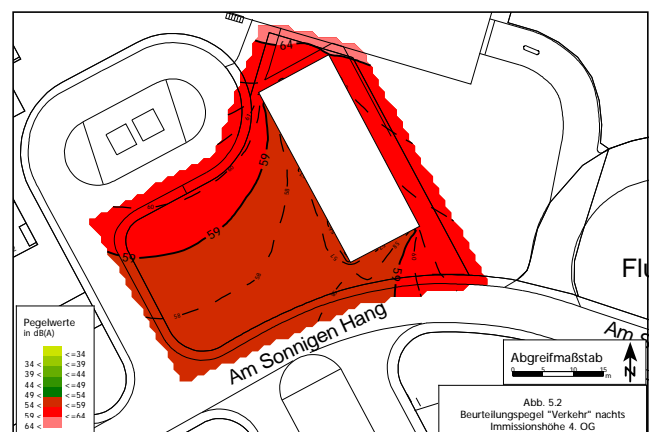 64
59
59
59
59
Flu
Am Sonnigen Hang
Am S
Pegelwerte
in dB(A)
<=34
34 < <=39
39 < <=44
44 < <=49
49 < <=54
54 < <=59
59 < <=64
64 <
Abgreifmaßstab
0 5 10 15
m
N
Abb. 5.2
Beurteilungspegel "Verkehr" nachts
Immissionshöhe 4. OG